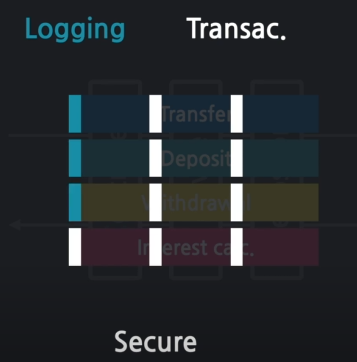 Logging Transac.
Transfer
Deposit
Withdrawal
Interest calc.
Secure